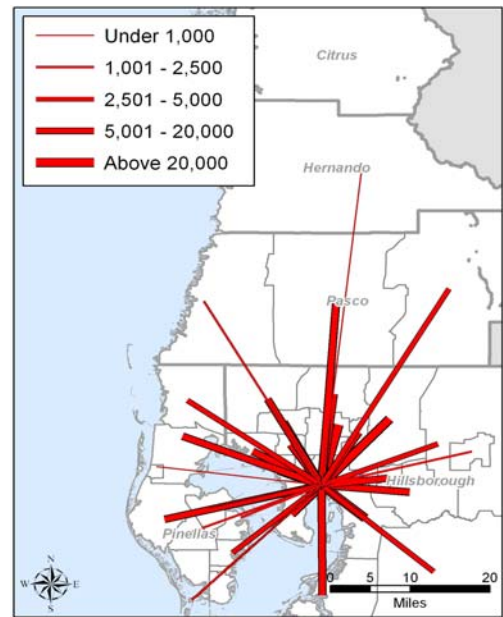 Under 1,000
1,001 - 2,500
2,501 - 5,000
5,001 - 20,000
Above 20,000
Citrus
Hernando
Pasco
Hillsborough
Pinellas
N
W E
S
0 5 10 20
Miles